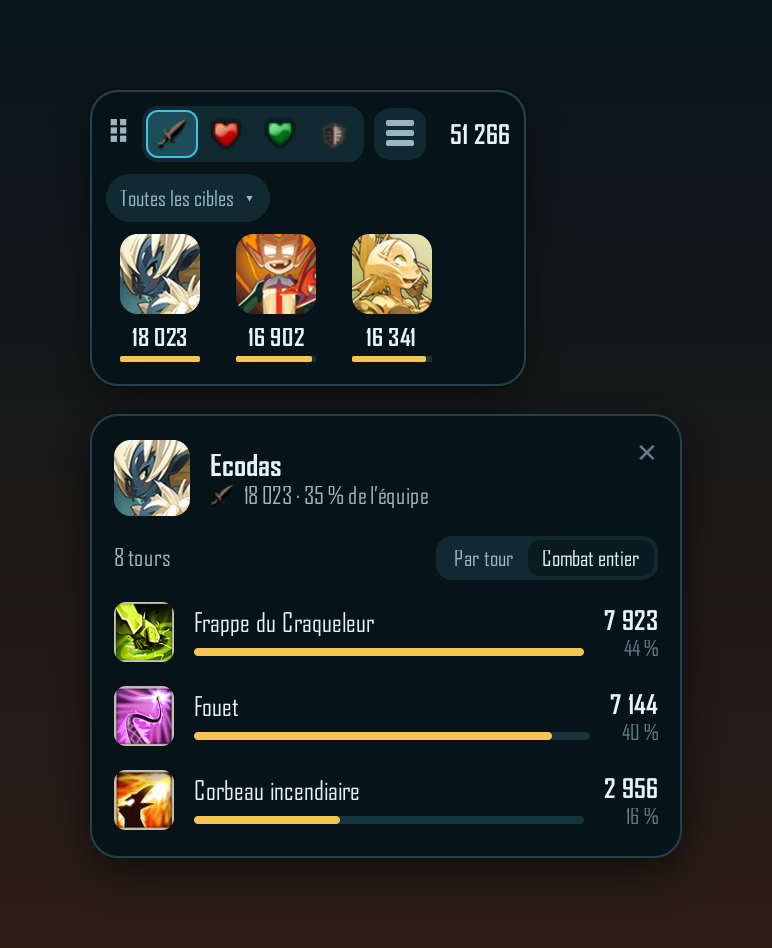 51 266
Toutes les cibles
18 023 16 902 16 341
Ecodas
18 023 · 35 % de l'équipe
8 tours Par tour Combat entier
Frappe du Craqueleur 7 923
44 %
Fouet 7 144
40 %
Corbeau incendiaire 2 956
16 %